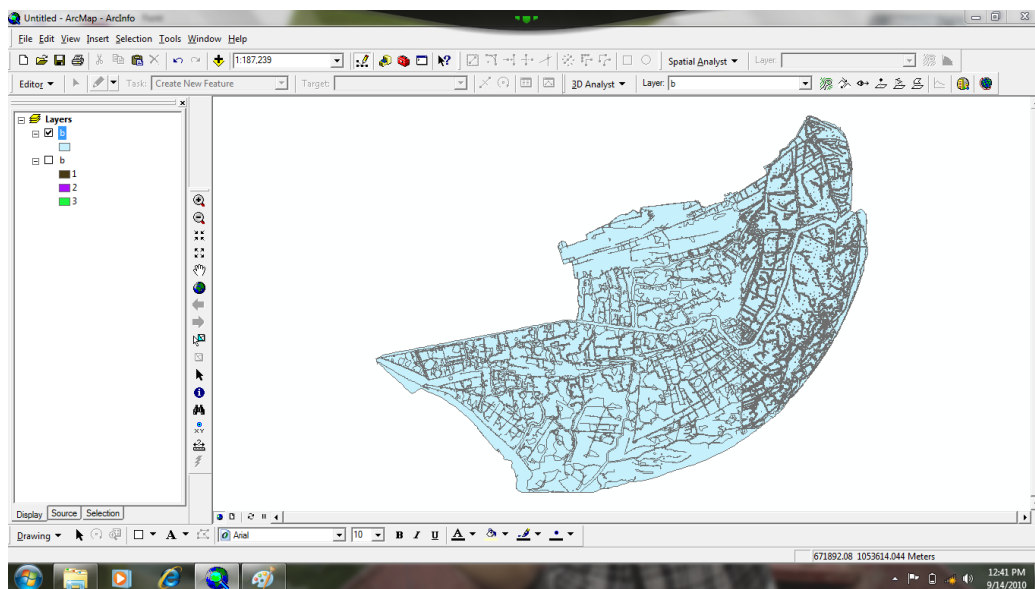 Untitled - ArcMap - ArcInfo
File Edit View Insert Selection Tools Window Help
1:187,239 Spatial Analyst Layer:
Editor Task: Create New Feature Target: 3D Analyst Layer: b
Layers
b
b
1
2
3
XY
Display Source Selection
Drawing A Arial 10 B I U A
671892.08 1053614.044 Meters
12:41 PM
9/14/2010